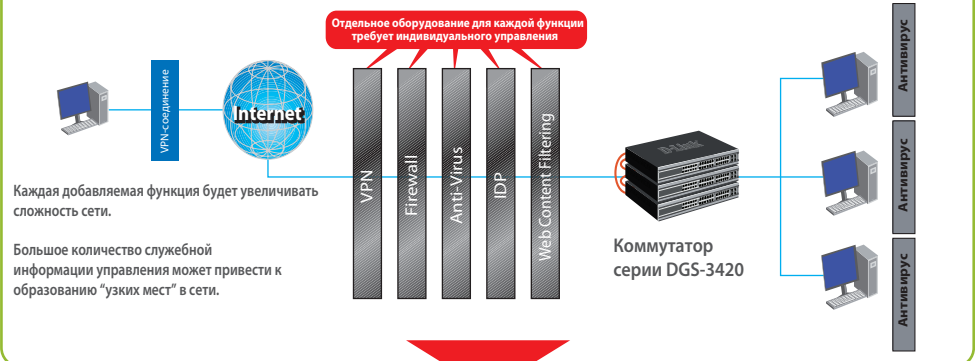 Отдельное оборудование для каждой функции
требует индивидуального управления
VPN-соединение
Internet
VPN
Firewall
Anti-Virus
IDP
Web Content Filtering
D-Link
Коммутатор
серии DGS-3420
Антивирус
Антивирус
Антивирус
Каждая добавляемая функция будет увеличивать
сложность сети.
Большое количество служебной
информации управления может привести к
образованию “узких мест” в сети.